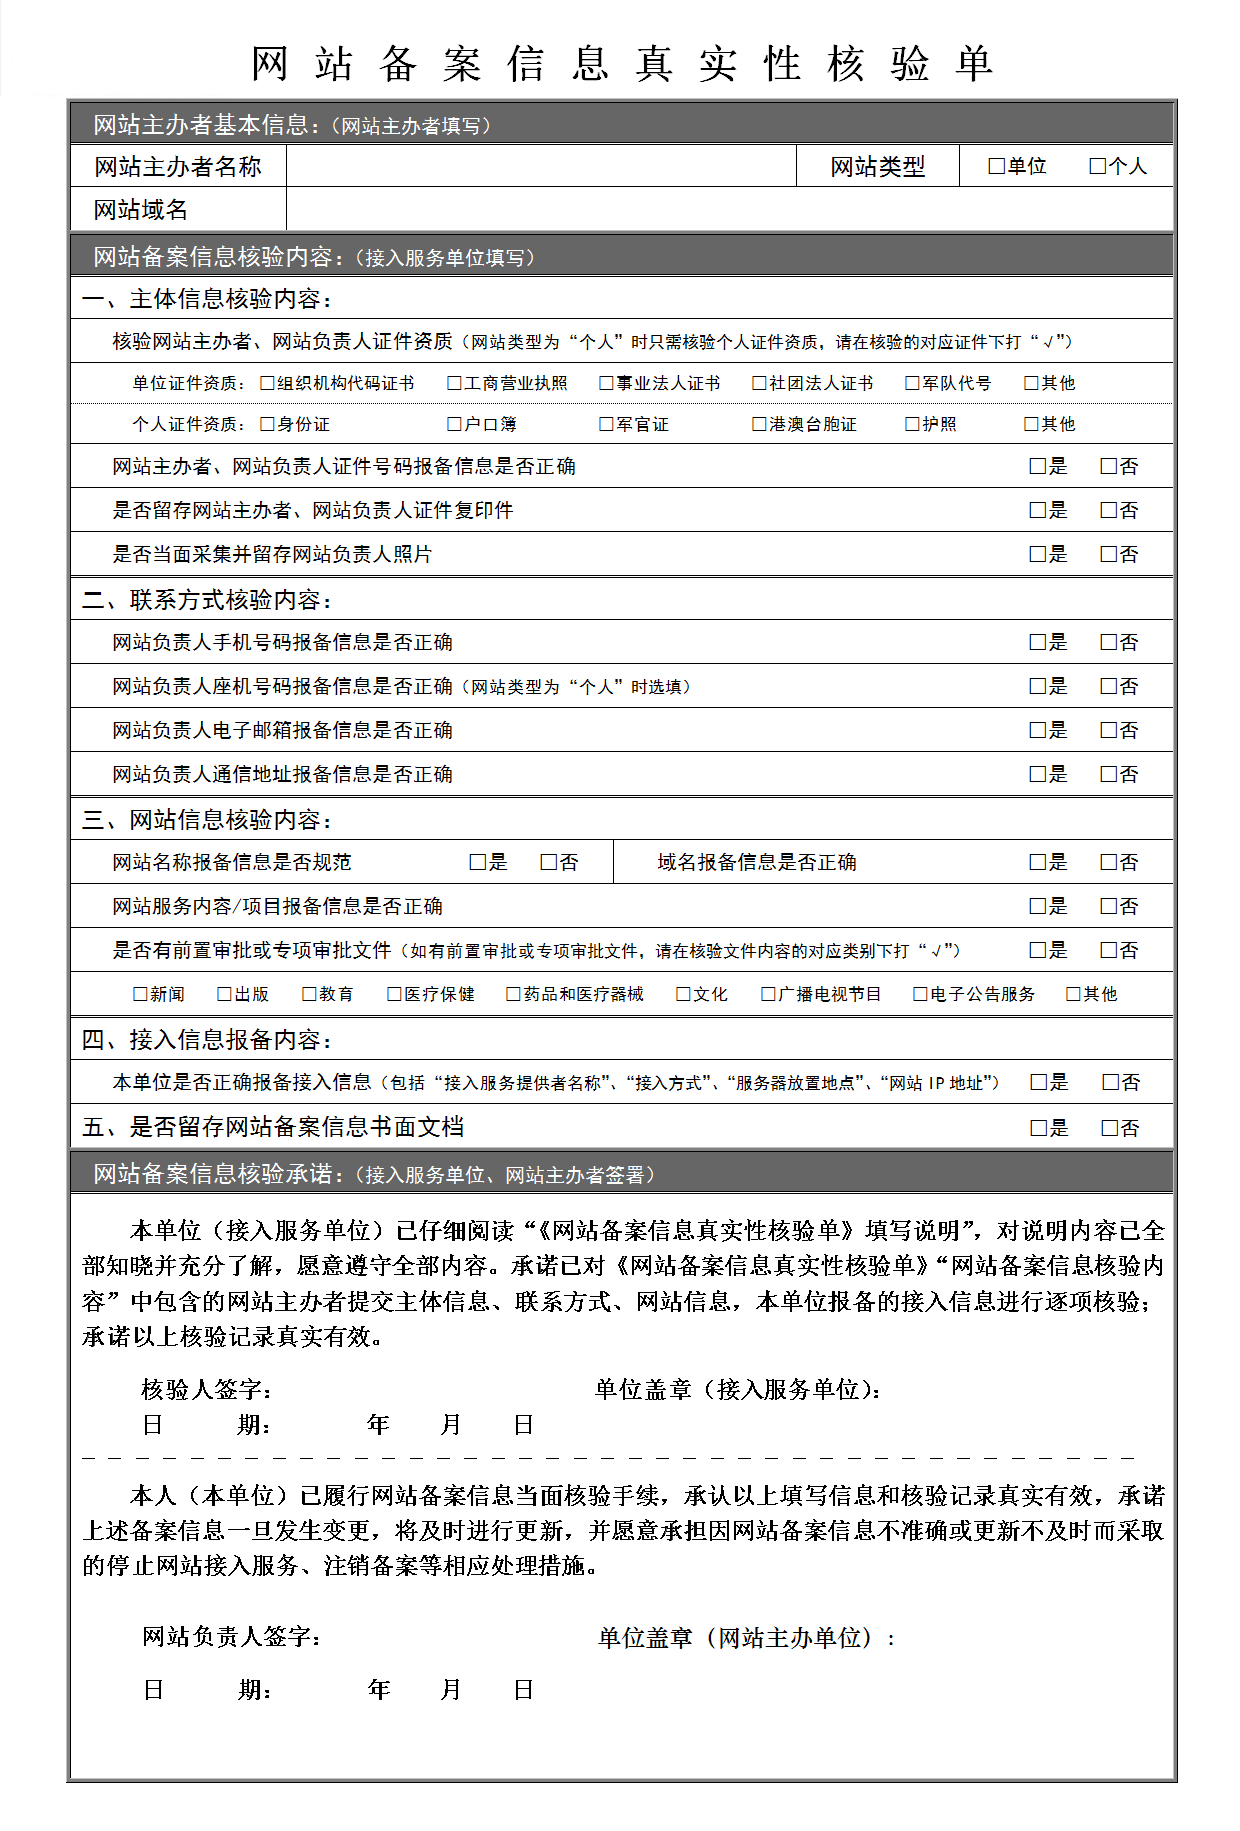 网站备案信息真实性核验单
网站主办者基本信息：（网站主办者填写）
网站主办者名称 网站类型 □单位 □个人
网站域名
网站备案信息核验内容：（接入服务单位填写）
一、主体信息核验内容：
核验网站主办者、网站负责人证件资质（网站类型为“个人”时只需核验个人证件资质，请在核验的对应证件下打“√”）
单位证件资质：□组织机构代码证书 □工商营业执照 □事业法人证书 □社团法人证书 □军队代号 □其他
个人证件资质：□身份证 □户口簿 □军官证 □港澳台胞证 □护照 □其他
网站主办者、网站负责人证件号码报备信息是否正确 □是 □否
是否留存网站主办者、网站负责人证件复印件 □是 □否
是否当面采集并留存网站负责人照片 □是 □否
二、联系方式核验内容：
网站负责人手机号码报备信息是否正确 □是 □否
网站负责人座机号码报备信息是否正确（网站类型为“个人”时选填） □是 □否
网站负责人电子邮箱报备信息是否正确 □是 □否
网站负责人通信地址报备信息是否正确 □是 □否
三、网站信息核验内容：
网站名称报备信息是否规范 □是 □否 域名报备信息是否正确 □是 □否
网站服务内容/项目报备信息是否正确 □是 □否
是否有前置审批或专项审批文件（如有前置审批或专项审批文件，请在核验文件内容的对应类别下打“√”） □是 □否
□新闻 □出版 □教育 □医疗保健 □药品和医疗器械 □文化 □广播电视节目 □电子公告服务 □其他
四、接入信息报备内容：
本单位是否正确报备接入信息（包括“接入服务提供者名称”、“接入方式”、“服务器放置地点”、“网站 IP 地址”） □是 □否
五、是否留存网站备案信息书面文档 □是 □否
网站备案信息核验承诺：（接入服务单位、网站主办者签署）
本单位（接入服务单位）已仔细阅读“《网站备案信息真实性核验单》填写说明”，对说明内容已全
部知晓并充分了解，愿意遵守全部内容。承诺已对《网站备案信息真实性核验单》“网站备案信息核验内
容”中包含的网站主办者提交主体信息、联系方式、网站信息，本单位报备的接入信息进行逐项核验；
承诺以上核验记录真实有效。
核验人签字： 单位盖章（接入服务单位）：
日 期： 年 月 日
本人（本单位）已履行网站备案信息当面核验手续，承认以上填写信息和核验记录真实有效，承诺
上述备案信息一旦发生变更，将及时进行更新，并愿意承担因网站备案信息不准确或更新不及时而采取
的停止网站接入服务、注销备案等相应处理措施。
网站负责人签字： 单位盖章（网站主办单位）：
日 期： 年 月 日